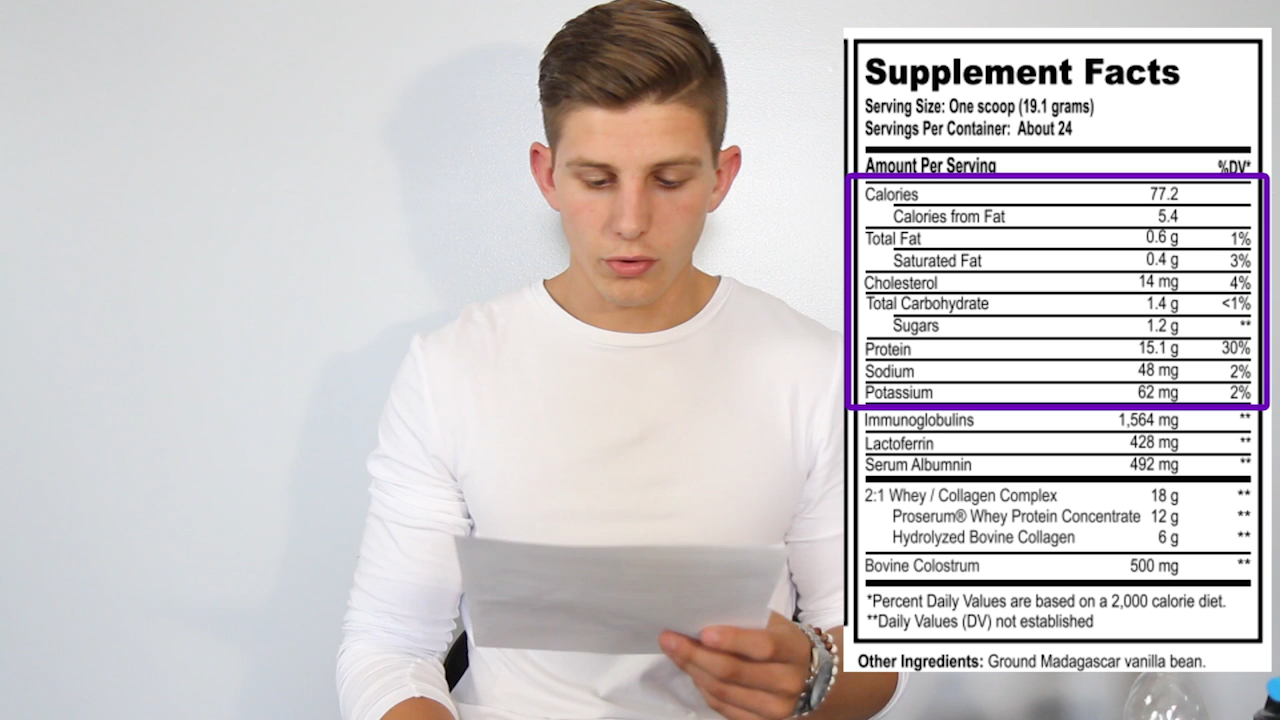 Supplement Facts
Serving Size: One scoop (19.1 grams)
Servings Per Container: About 24
Amount Per Serving %DV*
Calories 77.2
Calories from Fat 5.4
Total Fat 0.6 g 1%
Saturated Fat 0.4 g 3%
Cholesterol 14 mg 4%
Total Carbohydrate 1.4 g <1%
Sugars 1.2 g **
Protein 15.1 g 30%
Sodium 48 mg 2%
Potassium 62 mg 2%
Immunoglobulins 1,564 mg **
Lactoferrin 428 mg **
Serum Albumnin 492 mg **
2:1 Whey / Collagen Complex 18 g **
Proserum® Whey Protein Concentrate 12 g **
Hydrolyzed Bovine Collagen 6 g **
Bovine Colostrum 500 mg **
*Percent Daily Values are based on a 2,000 calorie diet.
**Daily Values (DV) not established
Other Ingredients: Ground Madagascar vanilla bean.